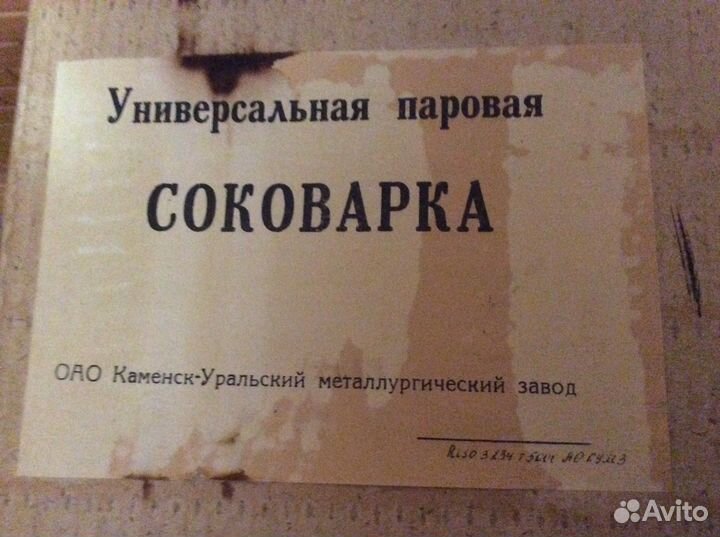 Универсальная паровая
СОКОВАРКА
ОАО Каменск-Уральский металлургический завод
Avito